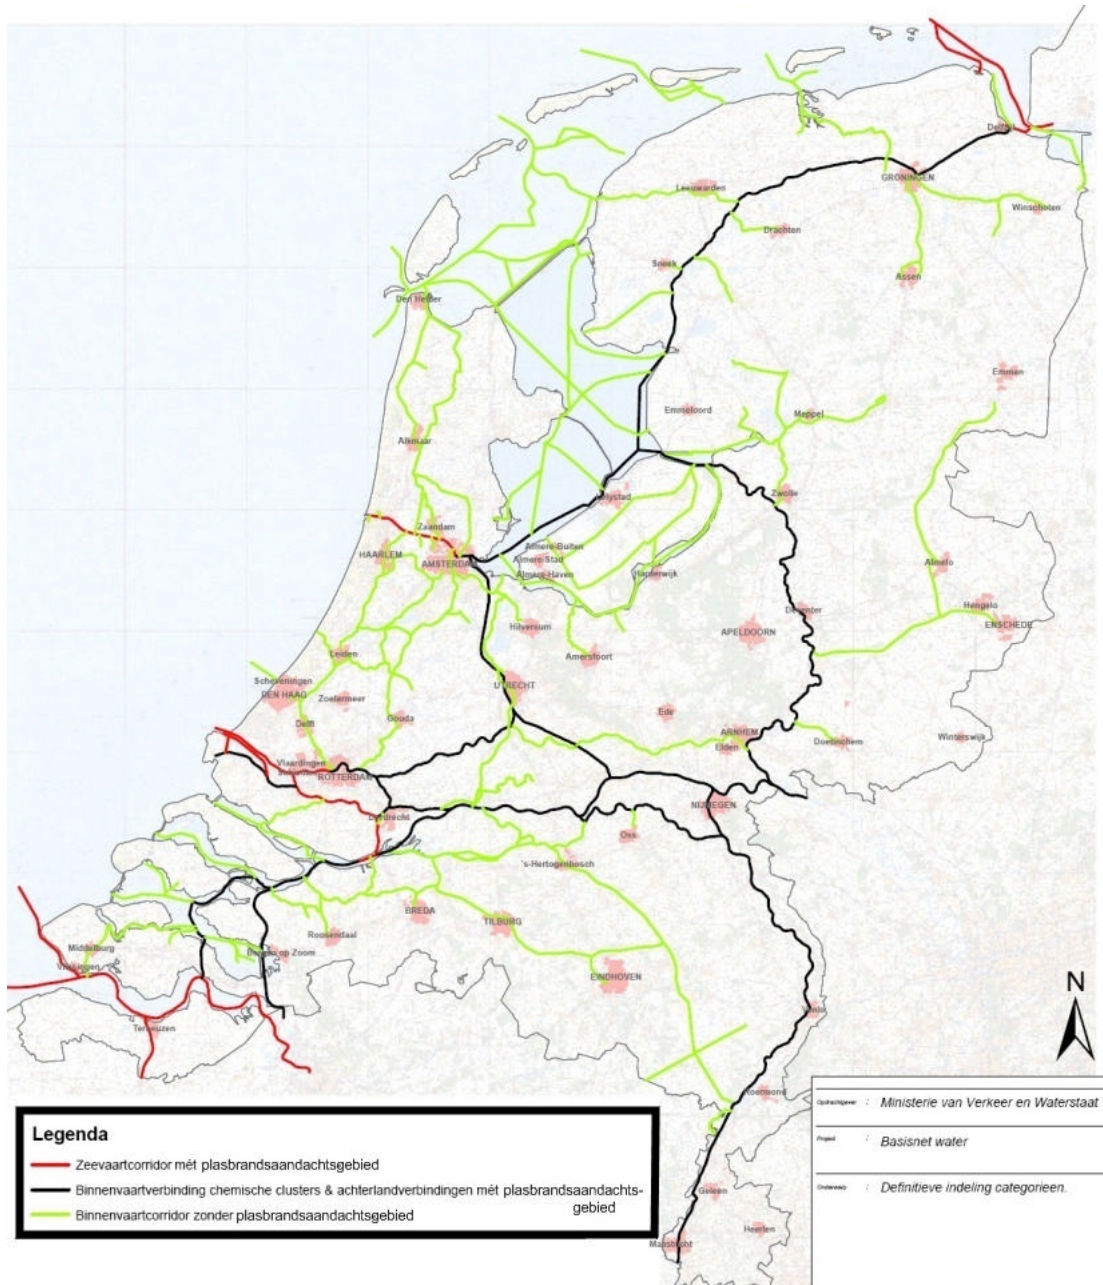 Delfzijl
GRONINGEN
Leeuwarden
Winschoten
Drachten
Sneek
Assen
Den Helder
Emmen
Emmeloord
Meppel
Alkmaar
Zwolle
Lelystad
Zaandam
HAARLEM
AMSTERDAM
Almere-Buiten
Almere-Stad
Almere-Haven
Harderwijk
Almelo
Hengelo
ENSCHEDE
Deventer
APELDOORN
Hilversum
Amersfoort
Leiden
Scheveningen
DEN HAAG
Zoetermeer
UTRECHT
Delft
Gouda
Ede
ARNHEM
Elden
Doetinchem
Winterswijk
Vlaardingen
Schiedam
ROTTERDAM
NIJMEGEN
Dordrecht
Oss
's-Hertogenbosch
BREDA
TILBURG
Roosendaal
Middelburg
Vlissingen
Bergen op Zoom
EINDHOVEN
N
Terneuzen
Venlo
Roermond
Geleen
Heerlen
Maastricht
Legenda
Zeevaartcorridor mét plasbrandsaandachtsgebied
Binnenvaartverbinding chemische clusters & achterlandverbindingen mét plasbrandsaandachts-
gebied
Binnenvaartcorridor zonder plasbrandsaandachtsgebied
Opdrachtgever : Ministerie van Verkeer en Waterstaat
Project : Basisnet water
Onderwerp : Definitieve indeling categorieen.